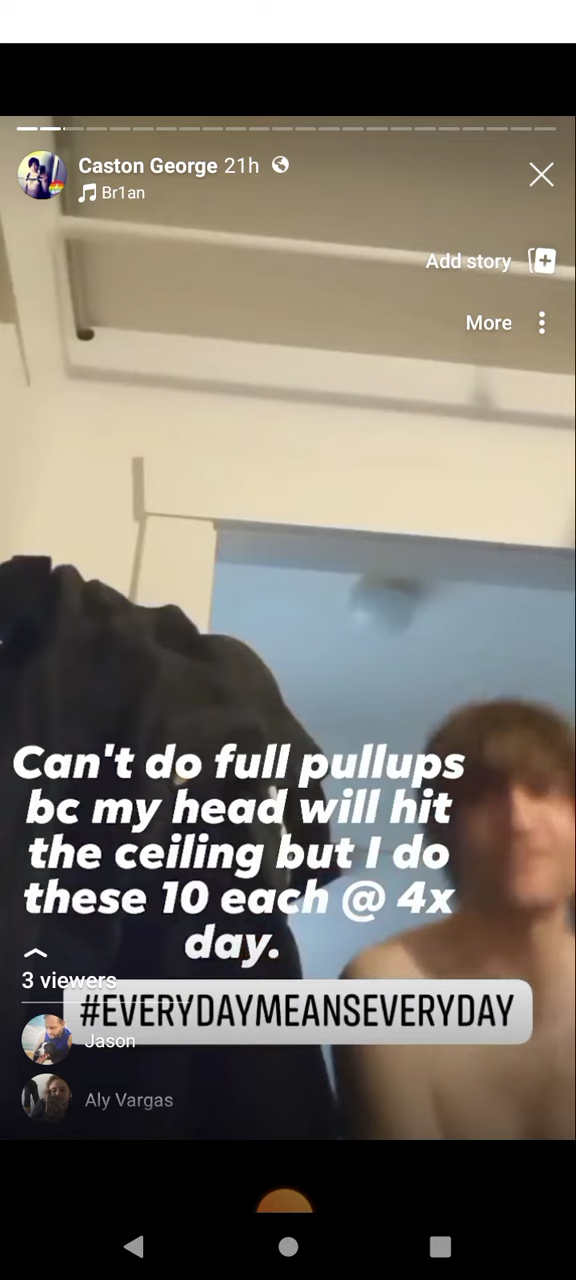 Caston George 21h
Br1an
Add story
More
Can't do full pullups
bc my head will hit
the ceiling but I do
these 10 each @ 4x
day.
3 viewers
#EVERYDAYMEANSEVERYDAY
Jason
Aly Vargas